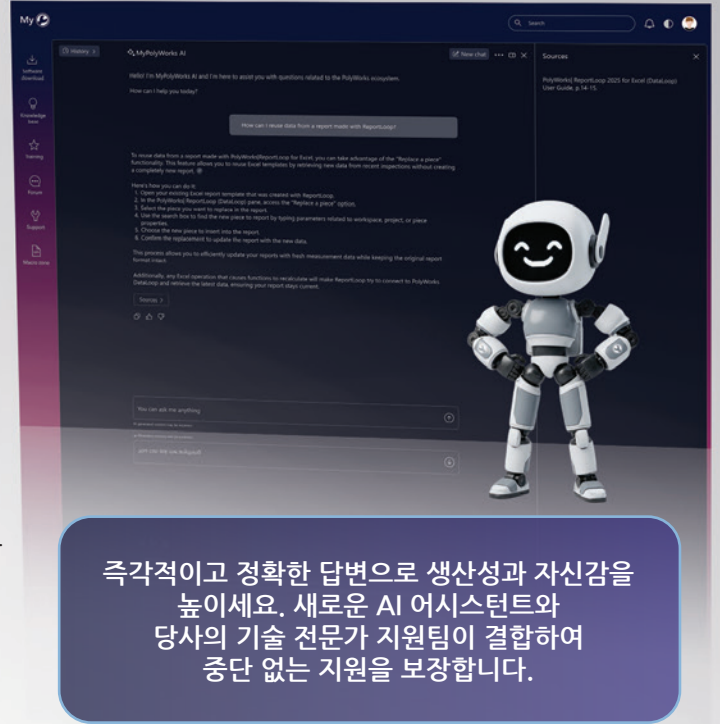 My
Search
Software
download
Knowledge
base
Training
Forum
Support
Macro zone
History >
MyPolyWorks AI
New chat
Hello! I'm MyPolyWorks AI and I'm here to assist you with questions related to the PolyWorks ecosystem.
How can I help you today?
How can I reuse data from a report made with ReportLoop?
To reuse data from a report made with PolyWorks|ReportLoop for Excel, you can take advantage of the "Replace a piece"
functionality. This feature allows you to reuse Excel templates by retrieving new data from recent inspections without creating
a completely new report.
Here's how you can do it:
1. Open your existing Excel report template that was created with ReportLoop.
2. In the PolyWorks| ReportLoop (DataLoop) pane, access the "Replace a piece" option.
3. Select the piece you want to replace in the report.
4. Use the search box to find the new piece to report by typing parameters related to workspace, project, or piece
properties.
5. Choose the new piece to insert into the report.
6. Confirm the replacement to update the report with the new data.
This process allows you to efficiently update your reports with fresh measurement data while keeping the original report
format intact.
Additionally, any Excel operation that causes functions to recalculate will make ReportLoop try to connect to PolyWorks
DataLoop and retrieve the latest data, ensuring your report stays current.
Sources >
You can ask me anything
Sources
PolyWorks| ReportLoop 2025 for Excel (DataLoop)
User Guide, p.14-15.
즉각적이고 정확한 답변으로 생산성과 자신감을
높이세요. 새로운 AI 어시스턴트와
당사의 기술 전문가 지원팀이 결합하여
중단 없는 지원을 보장합니다.